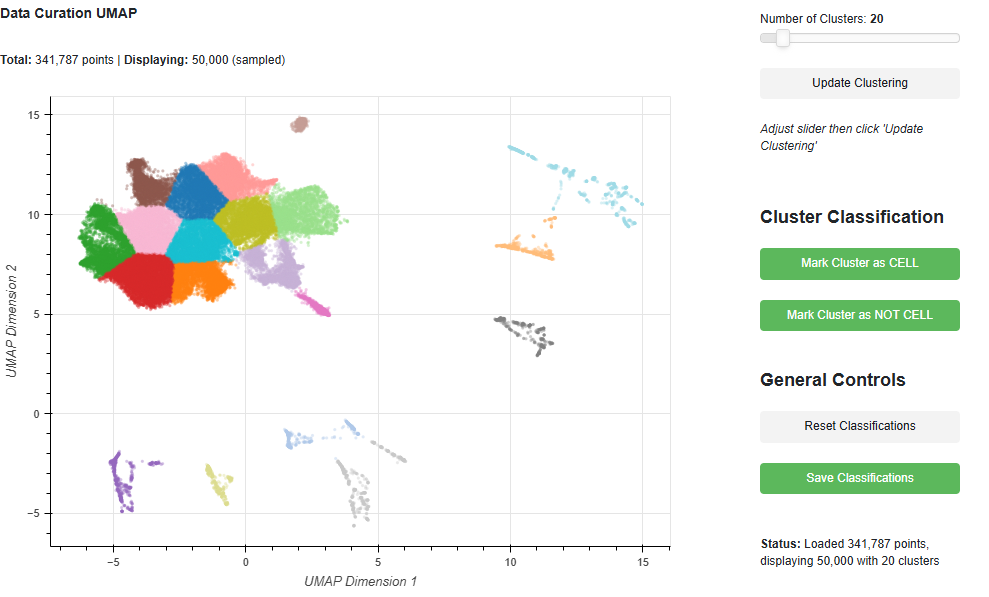 Data Curation UMAP
Total: 341,787 points | Displaying: 50,000 (sampled)
15
10
5
0
−5
UMAP Dimension 2
−5
0
5
10
15
UMAP Dimension 1
Number of Clusters: 20
Update Clustering
Adjust slider then click 'Update
Clustering'
Cluster Classification
Mark Cluster as CELL
Mark Cluster as NOT CELL
General Controls
Reset Classifications
Save Classifications
Status: Loaded 341,787 points,
displaying 50,000 with 20 clusters